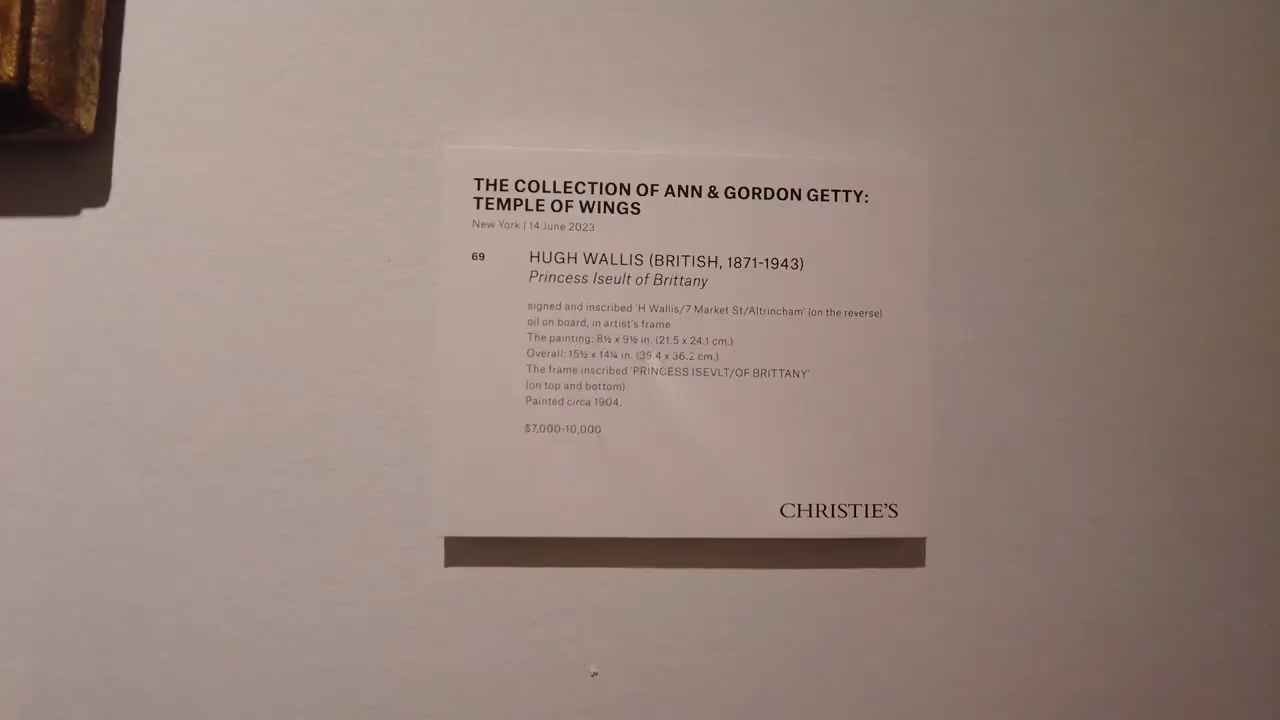 THE COLLECTION OF ANN & GORDON GETTY:
TEMPLE OF WINGS
New York | 14 June 2023
69 HUGH WALLIS (BRITISH, 1871-1943)
Princess Iseult of Brittany
signed and inscribed 'H Wallis/7 Market St/Altrincham' (on the reverse)
oil on board, in artist's frame
The painting: 8½ x 9½ in. (21.5 x 24.1 cm.)
Overall: 15½ x 14¼ in. (39.4 x 36.2 cm.)
The frame inscribed 'PRINCESS ISEVLT/OF BRITTANY'
(on top and bottom)
Painted circa 1904.
$7,000-10,000
CHRISTIE'S